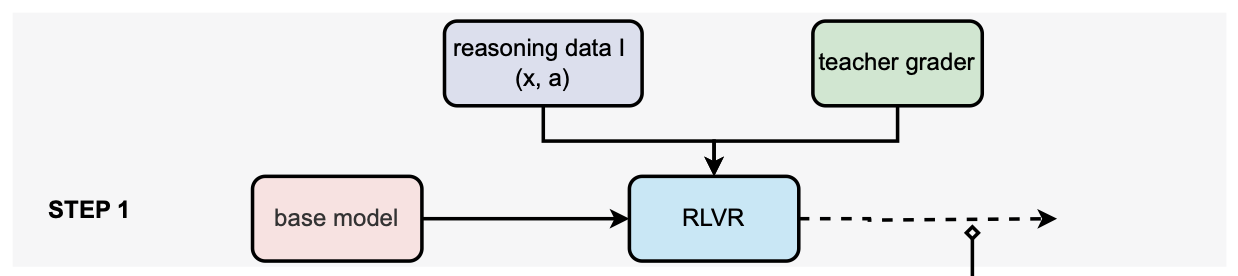 reasoning data I
(x, a)
teacher grader
STEP 1
base model
RLVR